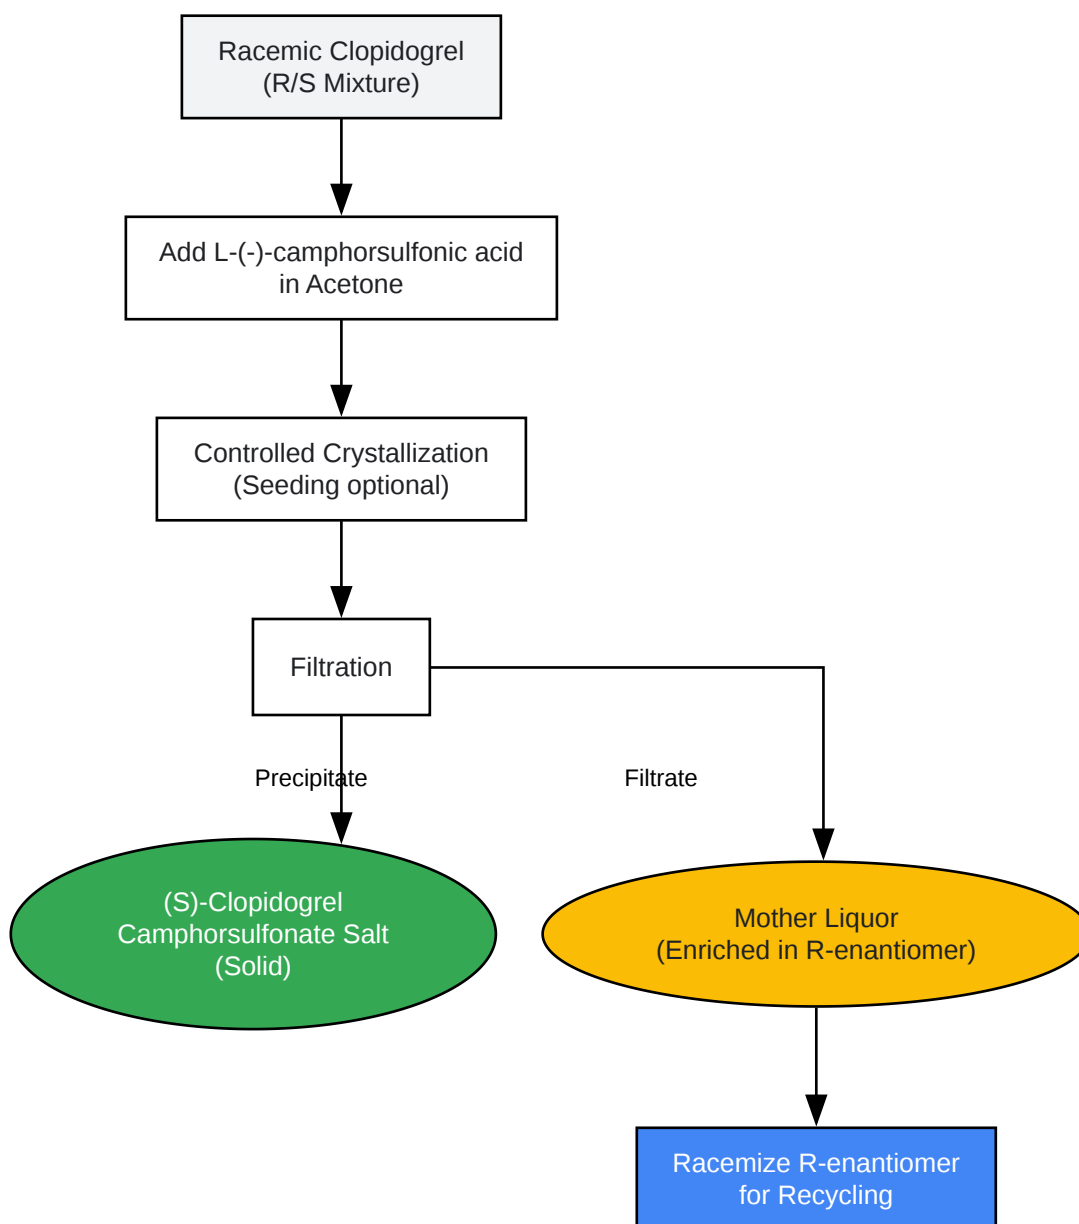 Racemic Clopidogrel
(R/S Mixture)
Add L-(-)-camphorsulfonic acid
in Acetone
Controlled Crystallization
(Seeding optional)
Filtration
Precipitate
Filtrate
(S)-Clopidogrel
Camphorsulfonate Salt
(Solid)
Mother Liquor
(Enriched in R-enantiomer)
Racemize R-enantiomer
for Recycling